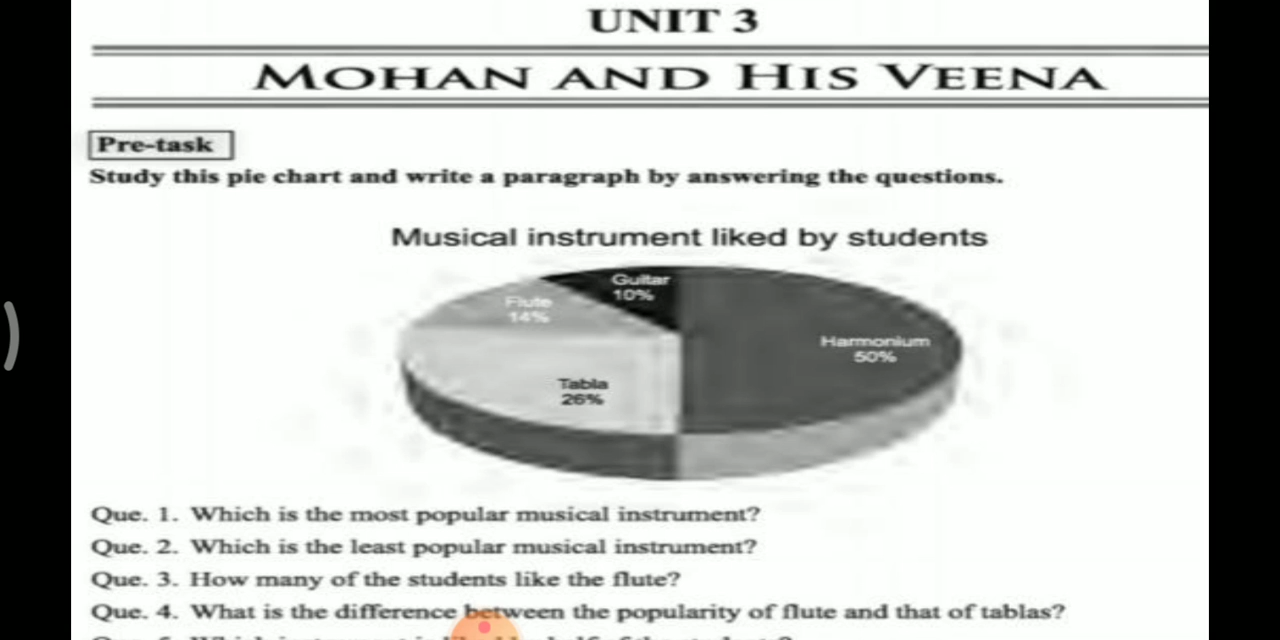 UNIT 3
MOHAN AND HIS VEENA
Pre-task
Study this pie chart and write a paragraph by answering the questions.
Musical instrument liked by students
Guitar
10%
Flute
14%
Harmonium
50%
Tabla
26%
Que. 1. Which is the most popular musical instrument?
Que. 2. Which is the least popular musical instrument?
Que. 3. How many of the students like the flute?
Que. 4. What is the difference between the popularity of flute and that of tablas?